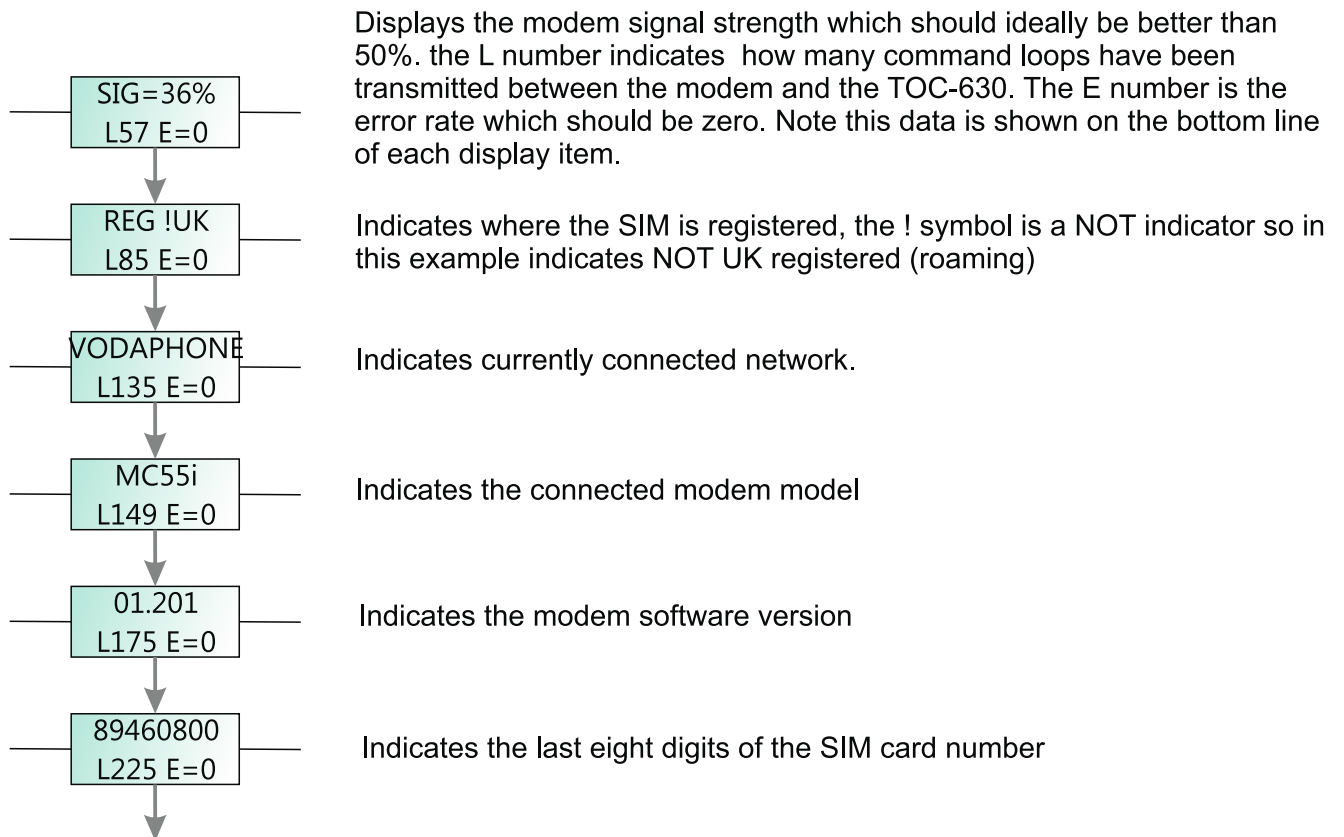 Displays the modem signal strength which should ideally be better than
50%. the L number indicates  how many command loops have been
transmitted between the modem and the TOC-630. The E number is the
error rate which should be zero. Note this data is shown on the bottom line
of each display item.
SIG=36%
L57 E=0
REG !UK
L85 E=0
Indicates where the SIM is registered, the ! symbol is a NOT indicator so in
this example indicates NOT UK registered (roaming)
VODAPHONE
L135 E=0
Indicates currently connected network.
MC55i
L149 E=0
Indicates the connected modem model
01.201
L175 E=0
Indicates the modem software version
89460800
L225 E=0
Indicates the last eight digits of the SIM card number